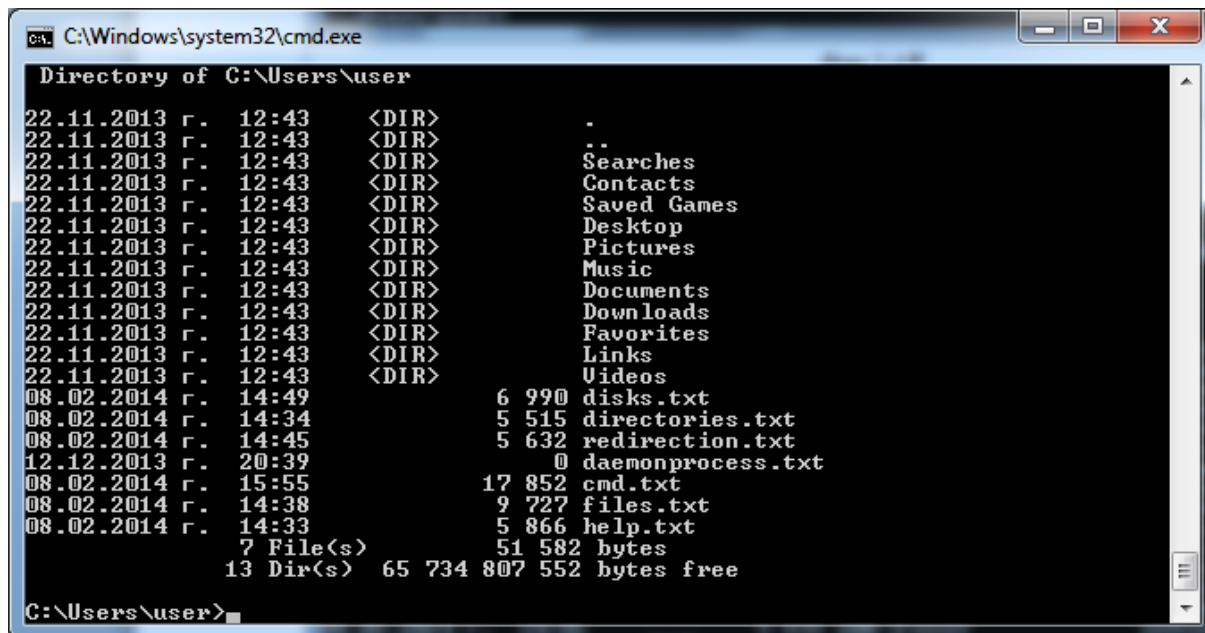 C:\Windows\system32\cmd.exe
Directory of C:\Users\user
22.11.2013 г. 12:43 <DIR> .
22.11.2013 г. 12:43 <DIR> ..
22.11.2013 г. 12:43 <DIR> Searches
22.11.2013 г. 12:43 <DIR> Contacts
22.11.2013 г. 12:43 <DIR> Saved Games
22.11.2013 г. 12:43 <DIR> Desktop
22.11.2013 г. 12:43 <DIR> Pictures
22.11.2013 г. 12:43 <DIR> Music
22.11.2013 г. 12:43 <DIR> Documents
22.11.2013 г. 12:43 <DIR> Downloads
22.11.2013 г. 12:43 <DIR> Favorites
22.11.2013 г. 12:43 <DIR> Links
22.11.2013 г. 12:43 <DIR> Videos
08.02.2014 г. 14:49 6 990 disks.txt
08.02.2014 г. 14:34 5 515 directories.txt
08.02.2014 г. 14:45 5 632 redirection.txt
12.12.2013 г. 20:39 0 daemonprocess.txt
08.02.2014 г. 15:55 17 852 cmd.txt
08.02.2014 г. 14:38 9 727 files.txt
08.02.2014 г. 14:33 5 866 help.txt
7 File(s) 51 582 bytes
13 Dir(s) 65 734 807 552 bytes free
C:\Users\user>